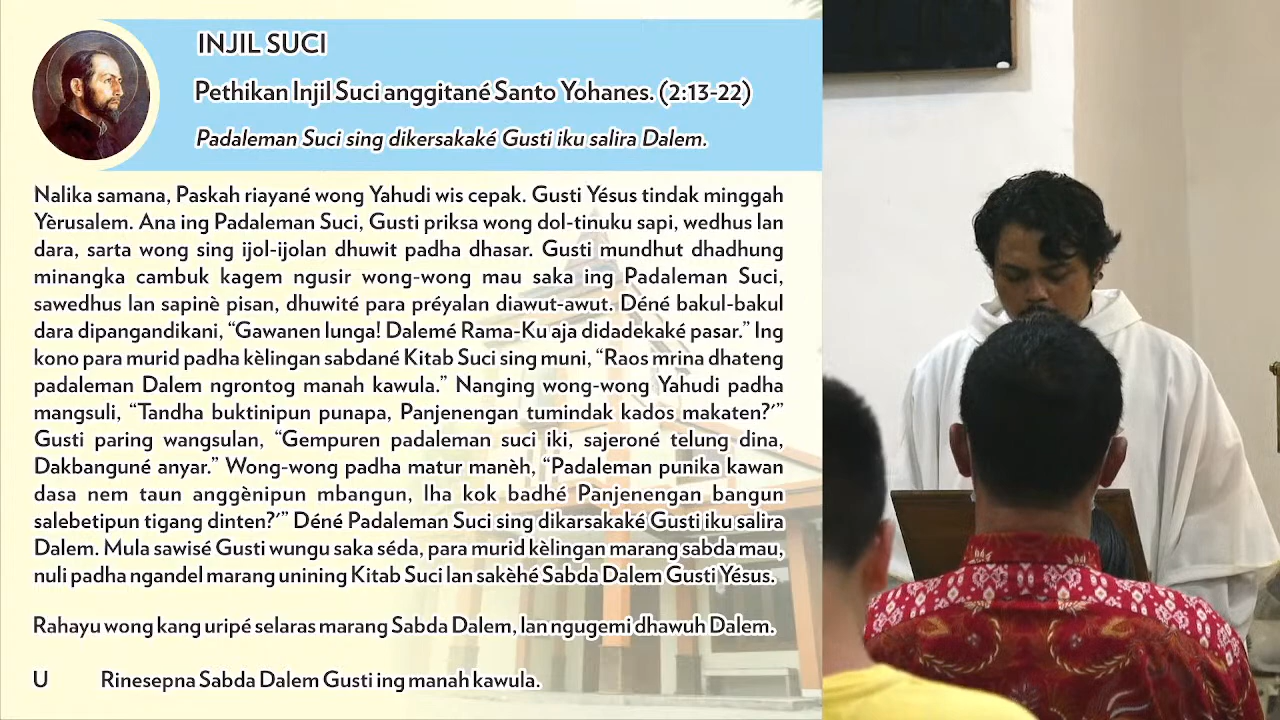 INJIL SUCI
Pethikan Injil Suci anggitané Santo Yohanes. (2:13-22)
Padaleman Suci sing dikersakaké Gusti iku salira Dalem.
Nalika samana, Paskah riayané wong Yahudi wis cepak. Gusti Yésus tindak minggah
Yèrusalem. Ana ing Padaleman Suci, Gusti priksa wong dol-tinuku sapi, wedhus lan
dara, sarta wong sing ijol-ijolan dhuwit padha dhasar. Gusti mundhut dhadhung
minangka cambuk kagem ngusir wong-wong mau saka ing Padaleman Suci,
sawedhus lan sapinè pisan, dhuwité para préyalan diawut-awut. Déné bakul-bakul
dara dipangandikani, “Gawanen lunga! Dalemé Rama-Ku aja didadekaké pasar.” Ing
kono para murid padha kèlingan sabdané Kitab Suci sing muni, “Raos mrina dhateng
padaleman Dalem ngrontog manah kawula.” Nanging wong-wong Yahudi padha
mangsuli, “Tandha buktinipun punapa, Panjenengan tumindak kados makaten?′”
Gusti paring wangsulan, “Gempuren padaleman suci iki, sajeroné telung dina,
Dakbanguné anyar.” Wong-wong padha matur manèh, “Padaleman punika kawan
dasa nem taun anggènipun mbangun, lha kok badhé Panjenengan bangun
salebetipun tigang dinten?′” Déné Padaleman Suci sing dikarsakaké Gusti iku salira
Dalem. Mula sawisé Gusti wungu saka séda, para murid kèlingan marang sabda mau,
nuli padha ngandel marang unining Kitab Suci lan sakèhé Sabda Dalem Gusti Yésus.
Rahayu wong kang uripé selaras marang Sabda Dalem, lan ngugemi dhawuh Dalem.
U Rinesepna Sabda Dalem Gusti ing manah kawula.